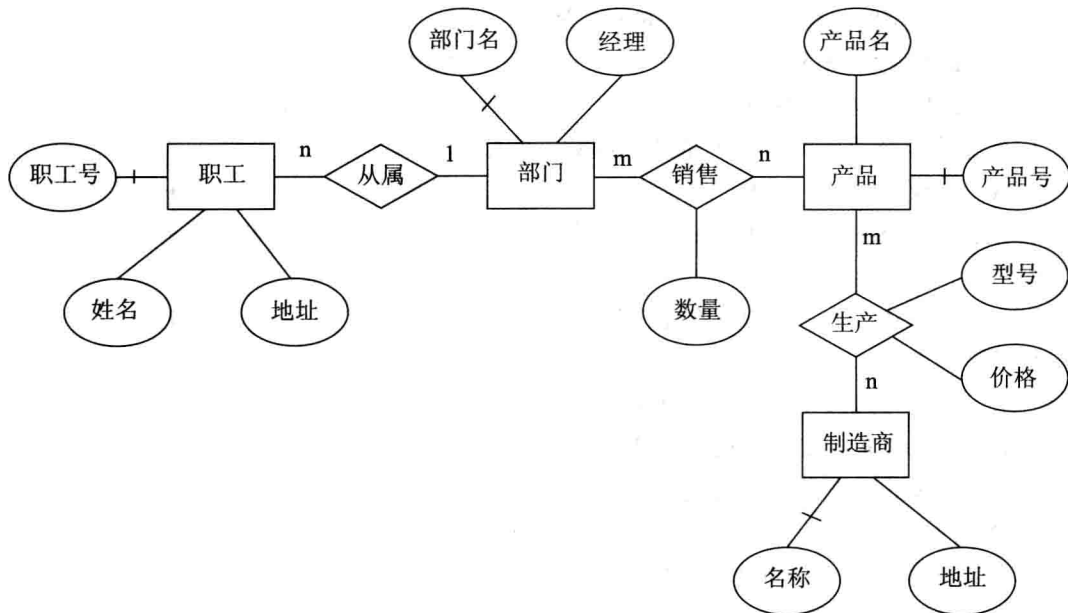 部门名
经理
产品名
职工号
职工
n
从属
1
部门
m
销售
n
产品
产品号
姓名
地址
数量
m
型号
生产
价格
n
制造商
名称
地址